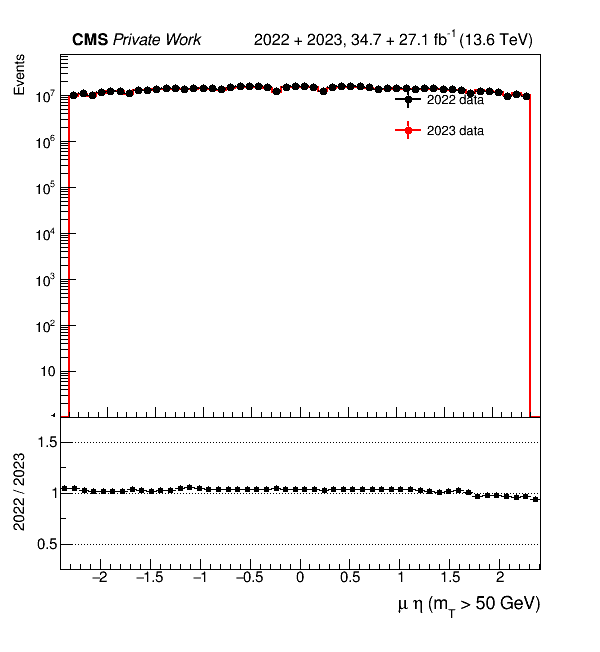 CMS Private Work 2022 + 2023, 34.7 + 27.1 fb⁻¹ (13.6 TeV)
Events
10⁷
2022 data
2023 data
10⁶
10⁵
10⁴
10³
10²
10
2022 / 2023
1.5
1
0.5
−2 −1.5 −1 −0.5 0 0.5 1 1.5 2
μ η (m_T > 50 GeV)